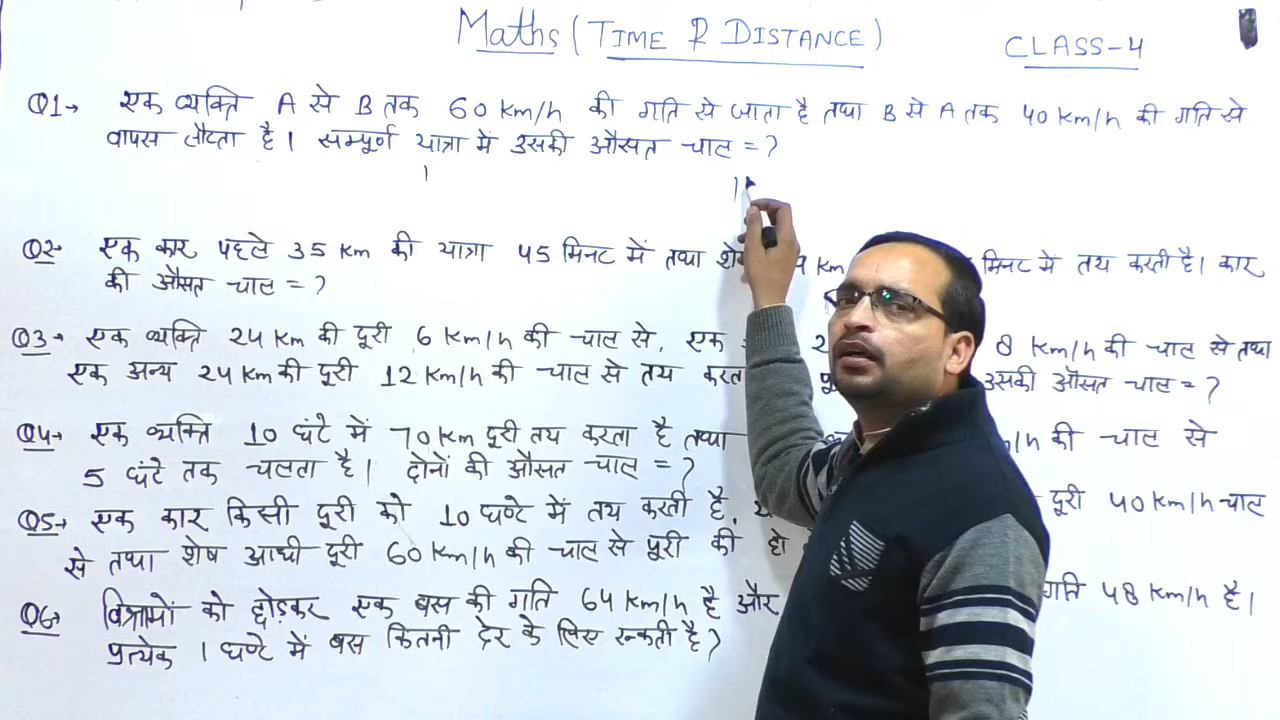 Maths (TIME & DISTANCE)
CLASS-4
Q1→ एक व्यक्ति A से B तक 60 km/h की गति से जाता है तथा B से A तक 40 km/h की गति से
वापस लौटता है। सम्पूर्ण यात्रा में उसकी औसत चाल = ?
Q2- एक कार पहले 35 km की यात्रा 45 मिनट में तथा km मिनट में तय करती है। कार
की औसत चाल = ?
Q3→ एक व्यक्ति 24 km की दूरी 6 km/h की चाल से, एक 8 km/h की चाल से तथा
एक अन्य 24 km की दूरी 12 km/h की चाल से तय करता उसकी औसत चाल = ?
Q4→ एक व्यक्ति 10 घंटे में 70 km दूरी तय करता है तथा की चाल से
5 घंटे तक चलता है। दोनों की औसत चाल = ?
Q5→ एक कार किसी दूरी को 10 घण्टे में तय करती है, दूरी 40 km/h चाल
से तथा शेष आधी दूरी 60 km/h की चाल से पूरी की हो
Q6→ विश्रामों को छोड़कर एक बस की गति 64 km/h है और गति 48 km/h है।
प्रत्येक 1 घण्टे में बस कितनी देर के लिए रुकती है?